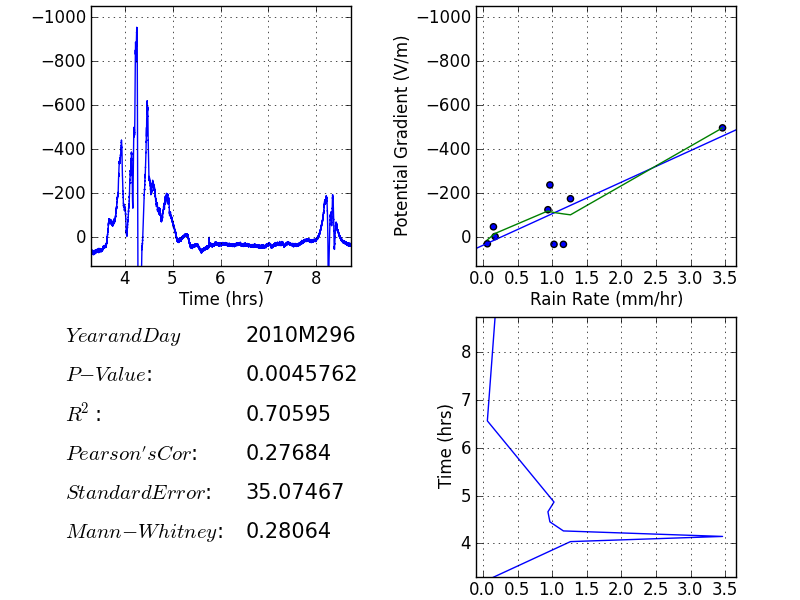 −1000
−800
−600
−400
−200
0
4 5 6 7 8
Time (hrs)
Potential Gradient (V/m)
−1000
−800
−600
−400
−200
0
0.0 0.5 1.0 1.5 2.0 2.5 3.0 3.5
Rain Rate (mm/hr)
YearandDay 2010M296
P−Value: 0.0045762
R² : 0.70595
Pearson′sCor: 0.27684
StandardError: 35.07467
Mann−Whitney: 0.28064
Time (hrs)
8
7
6
5
4
0.0 0.5 1.0 1.5 2.0 2.5 3.0 3.5